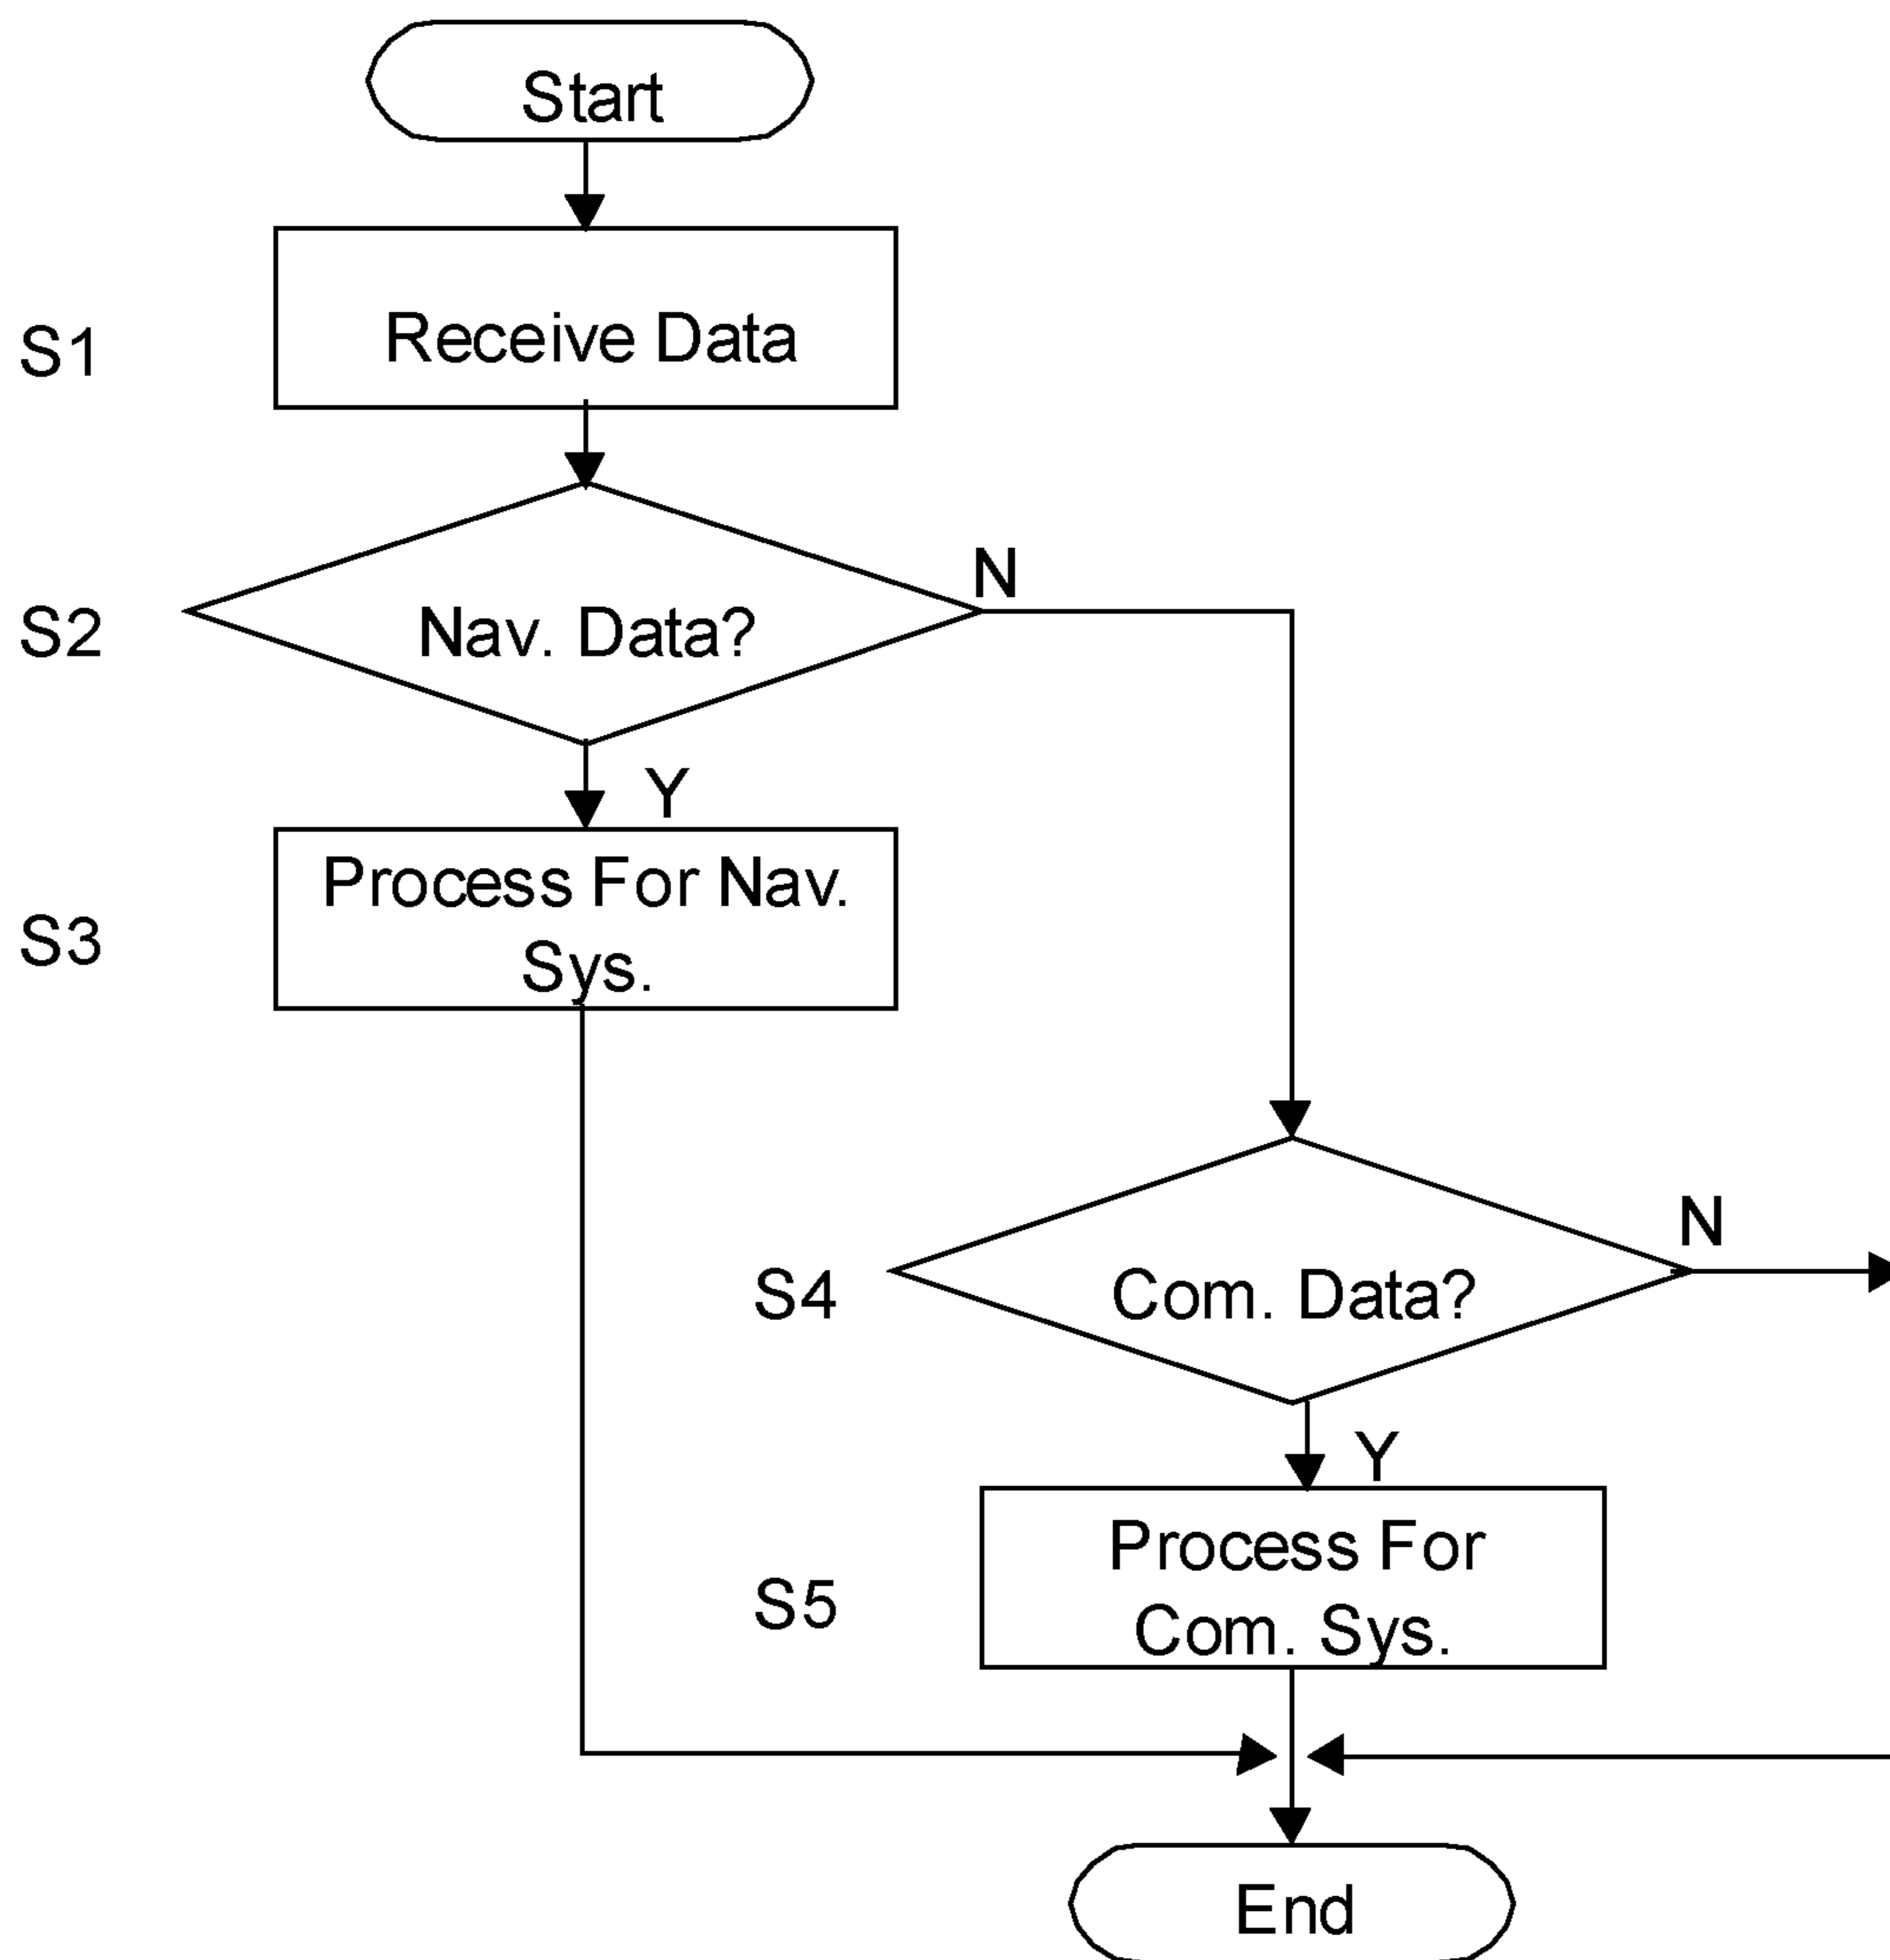 Start
S1
Receive Data
N
S2
Nav. Data?
Y
Process For Nav.
Sys.
S3
N
S4
Com. Data?
Y
Process For
Com. Sys.
S5
End